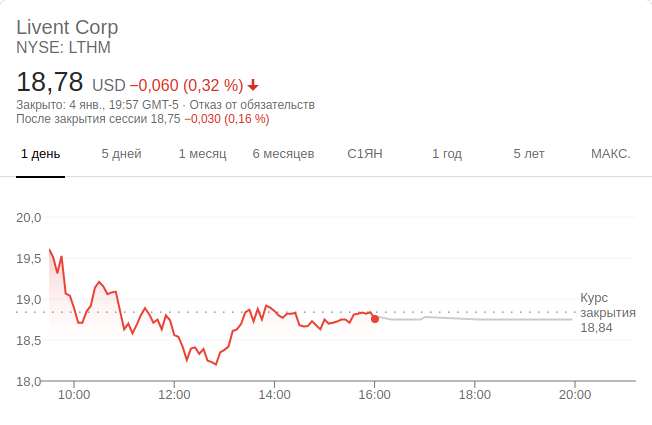 Livent Corp
NYSE: LTHM
18,78 USD −0,060 (0,32 %)
Закрыто: 4 янв., 19:57 GMT-5 · Отказ от обязательств
После закрытия сессии 18,75 −0,030 (0,16 %)
1 день 5 дней 1 месяц 6 месяцев С1ЯН 1 год 5 лет МАКС.
20,0
19,5
19,0
18,5
18,0
Курс
закрытия
18,84
10:00 12:00 14:00 16:00 18:00 20:00